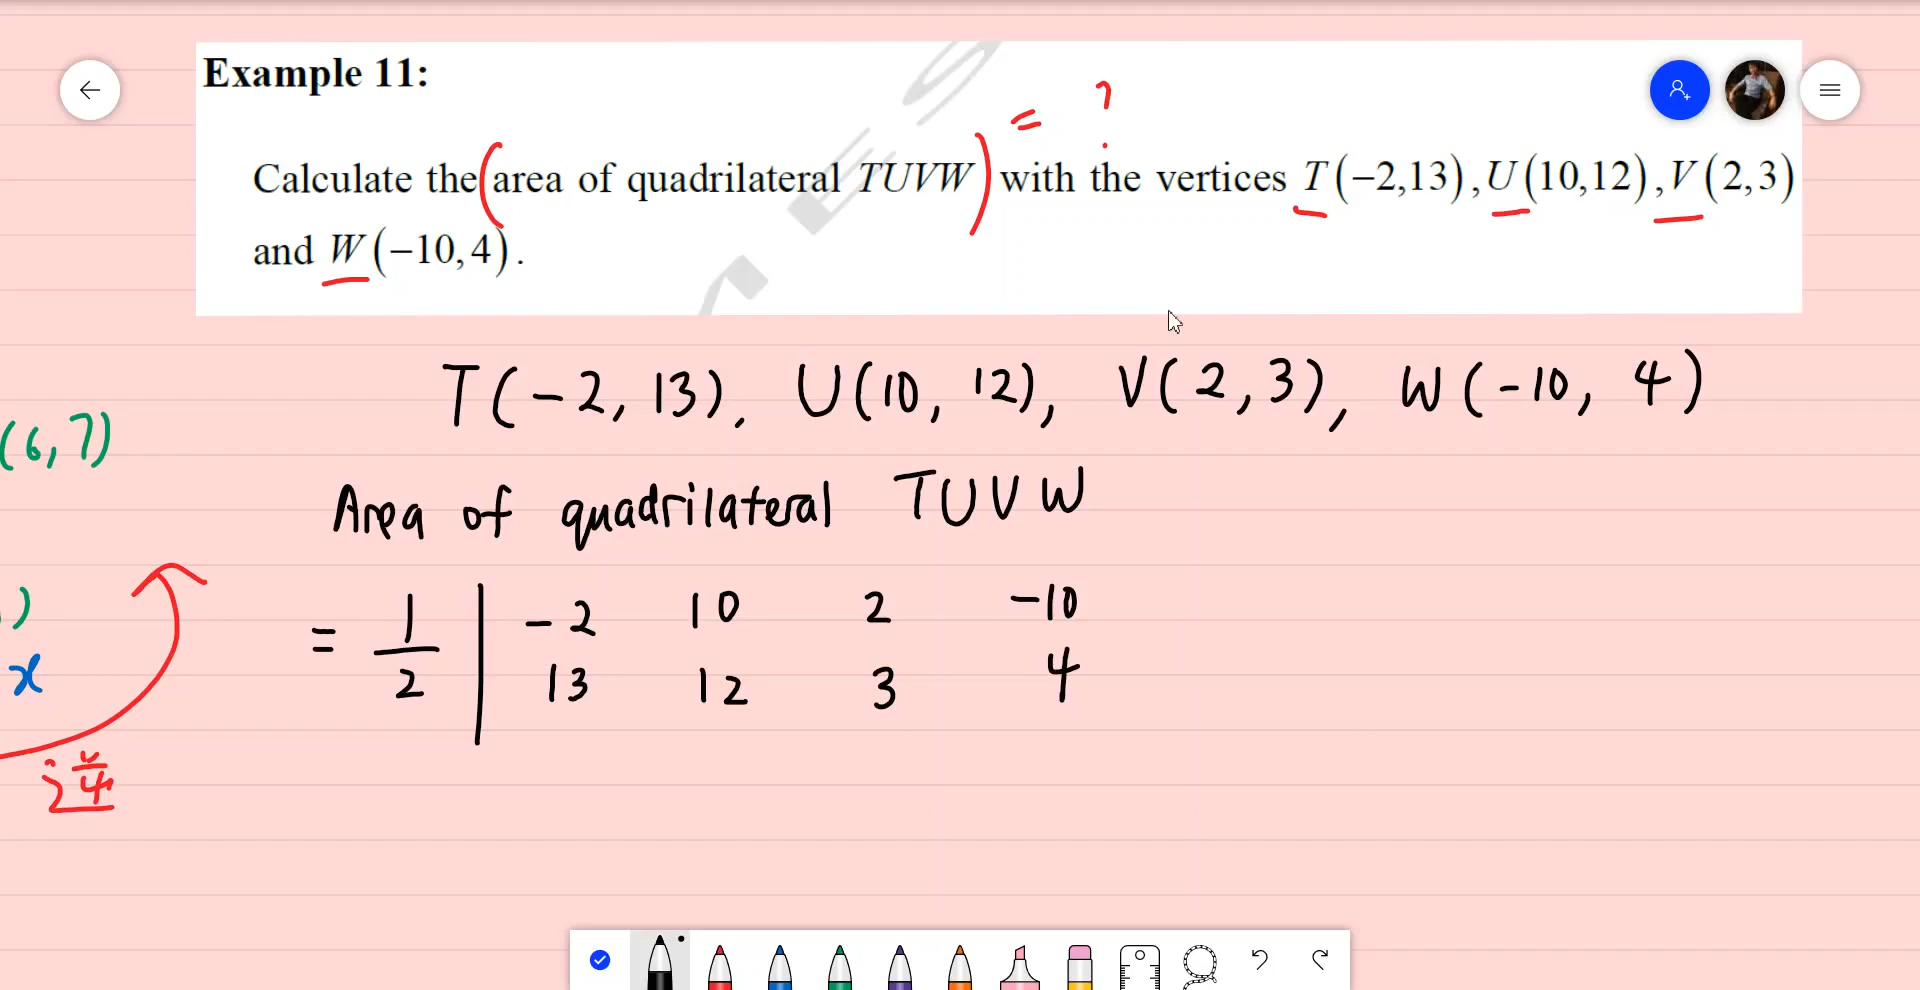 Example 11:
= ?
Calculate the (area of quadrilateral TUVW) with the vertices T(−2,13), U(10,12), V(2,3)
and W(−10,4).
T(-2, 13), U(10, 12), V(2, 3), W(-10, 4)
(6,7)
Area of quadrilateral TUVW
= 1/2 | -2 10 2 -10
13 12 3 4
)
x